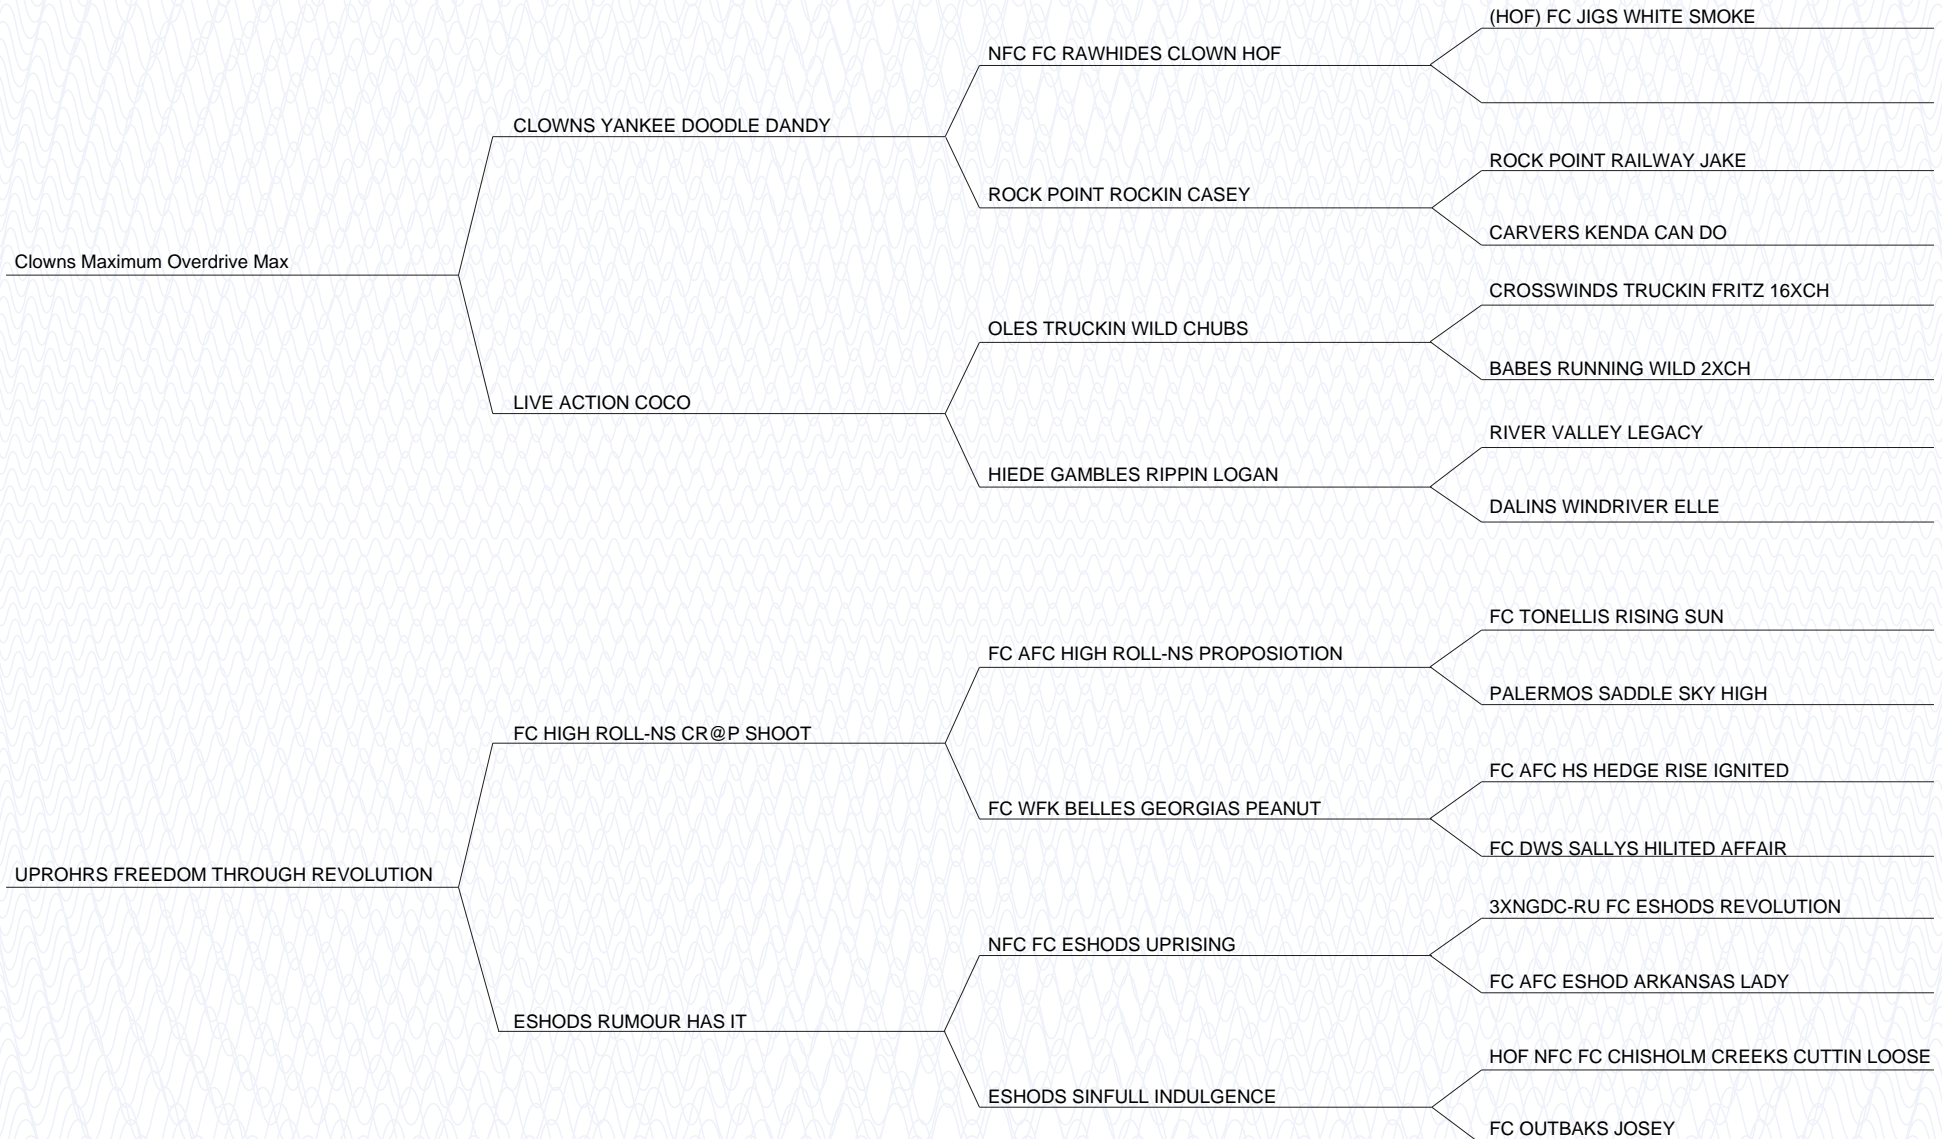 (HOF) FC JIGS WHITE SMOKE
NFC FC RAWHIDES CLOWN HOF
CLOWNS YANKEE DOODLE DANDY
ROCK POINT RAILWAY JAKE
ROCK POINT ROCKIN CASEY
CARVERS KENDA CAN DO
Clowns Maximum Overdrive Max
CROSSWINDS TRUCKIN FRITZ 16XCH
OLES TRUCKIN WILD CHUBS
BABES RUNNING WILD 2XCH
LIVE ACTION COCO
RIVER VALLEY LEGACY
HIEDE GAMBLES RIPPIN LOGAN
DALINS WINDRIVER ELLE
FC TONELLIS RISING SUN
FC AFC HIGH ROLL-NS PROPOSIOTION
PALERMOS SADDLE SKY HIGH
FC HIGH ROLL-NS CR@P SHOOT
FC AFC HS HEDGE RISE IGNITED
FC WFK BELLES GEORGIAS PEANUT
FC DWS SALLYS HILITED AFFAIR
UPROHRS FREEDOM THROUGH REVOLUTION
3XNGDC-RU FC ESHODS REVOLUTION
NFC FC ESHODS UPRISING
FC AFC ESHOD ARKANSAS LADY
ESHODS RUMOUR HAS IT
HOF NFC FC CHISHOLM CREEKS CUTTIN LOOSE
ESHODS SINFULL INDULGENCE
FC OUTBAKS JOSEY